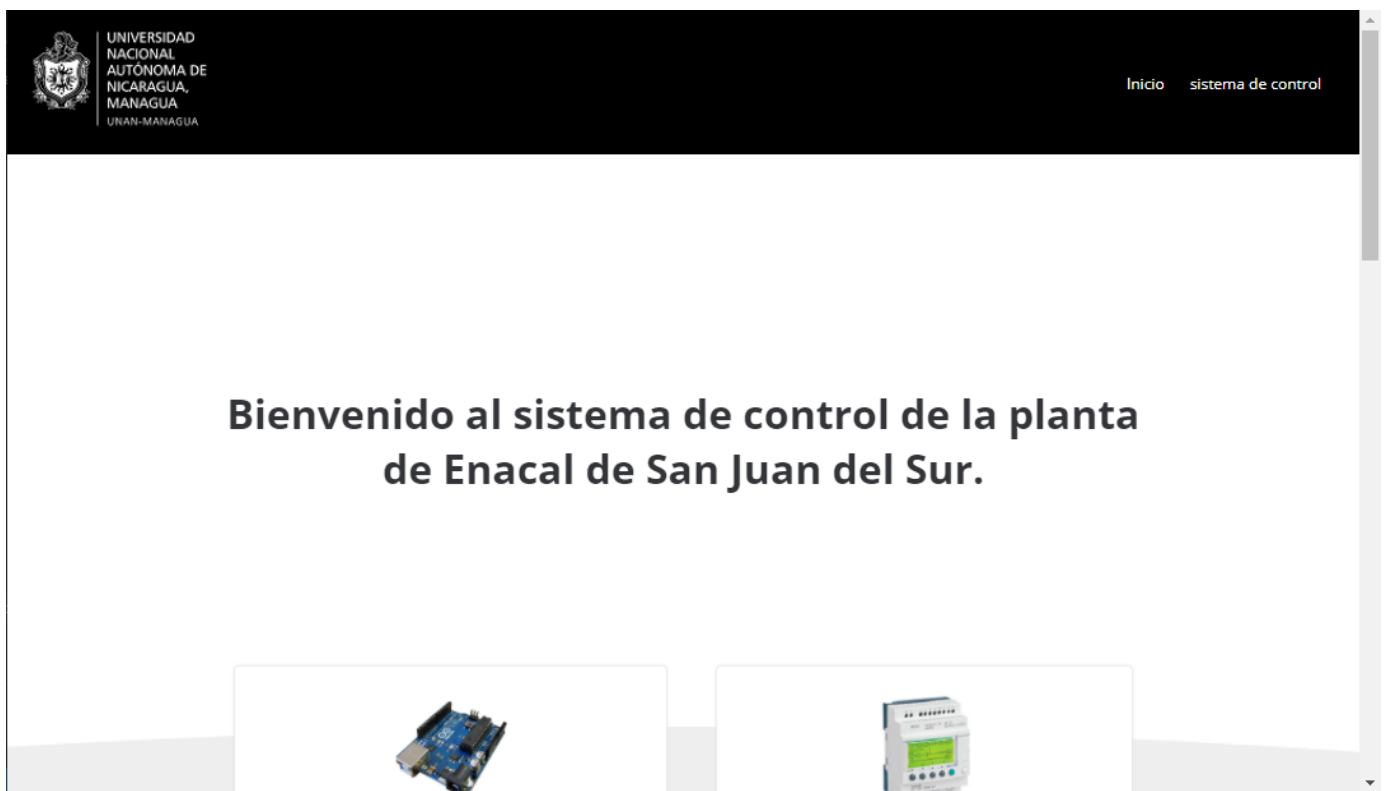 UNIVERSIDAD
NACIONAL
AUTÓNOMA DE
NICARAGUA,
MANAGUA
UNAN-MANAGUA
Inicio sistema de control
Bienvenido al sistema de control de la planta
de Enacal de San Juan del Sur.